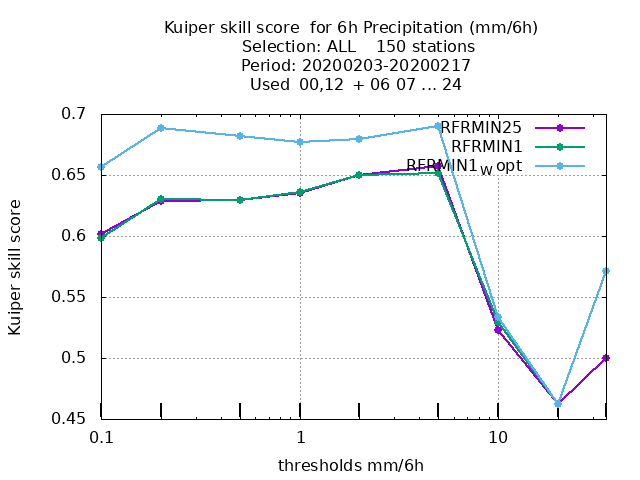 Kuiper skill score  for 6h Precipitation (mm/6h)
Selection: ALL    150 stations
Period: 20200203-20200217
Used  00,12  + 06 07 ... 24
0.7
0.65
0.6
0.55
0.5
0.45
Kuiper skill score
RFRMIN25
RFRMIN1
RFRMIN1W opt
0.1
1
10
thresholds mm/6h